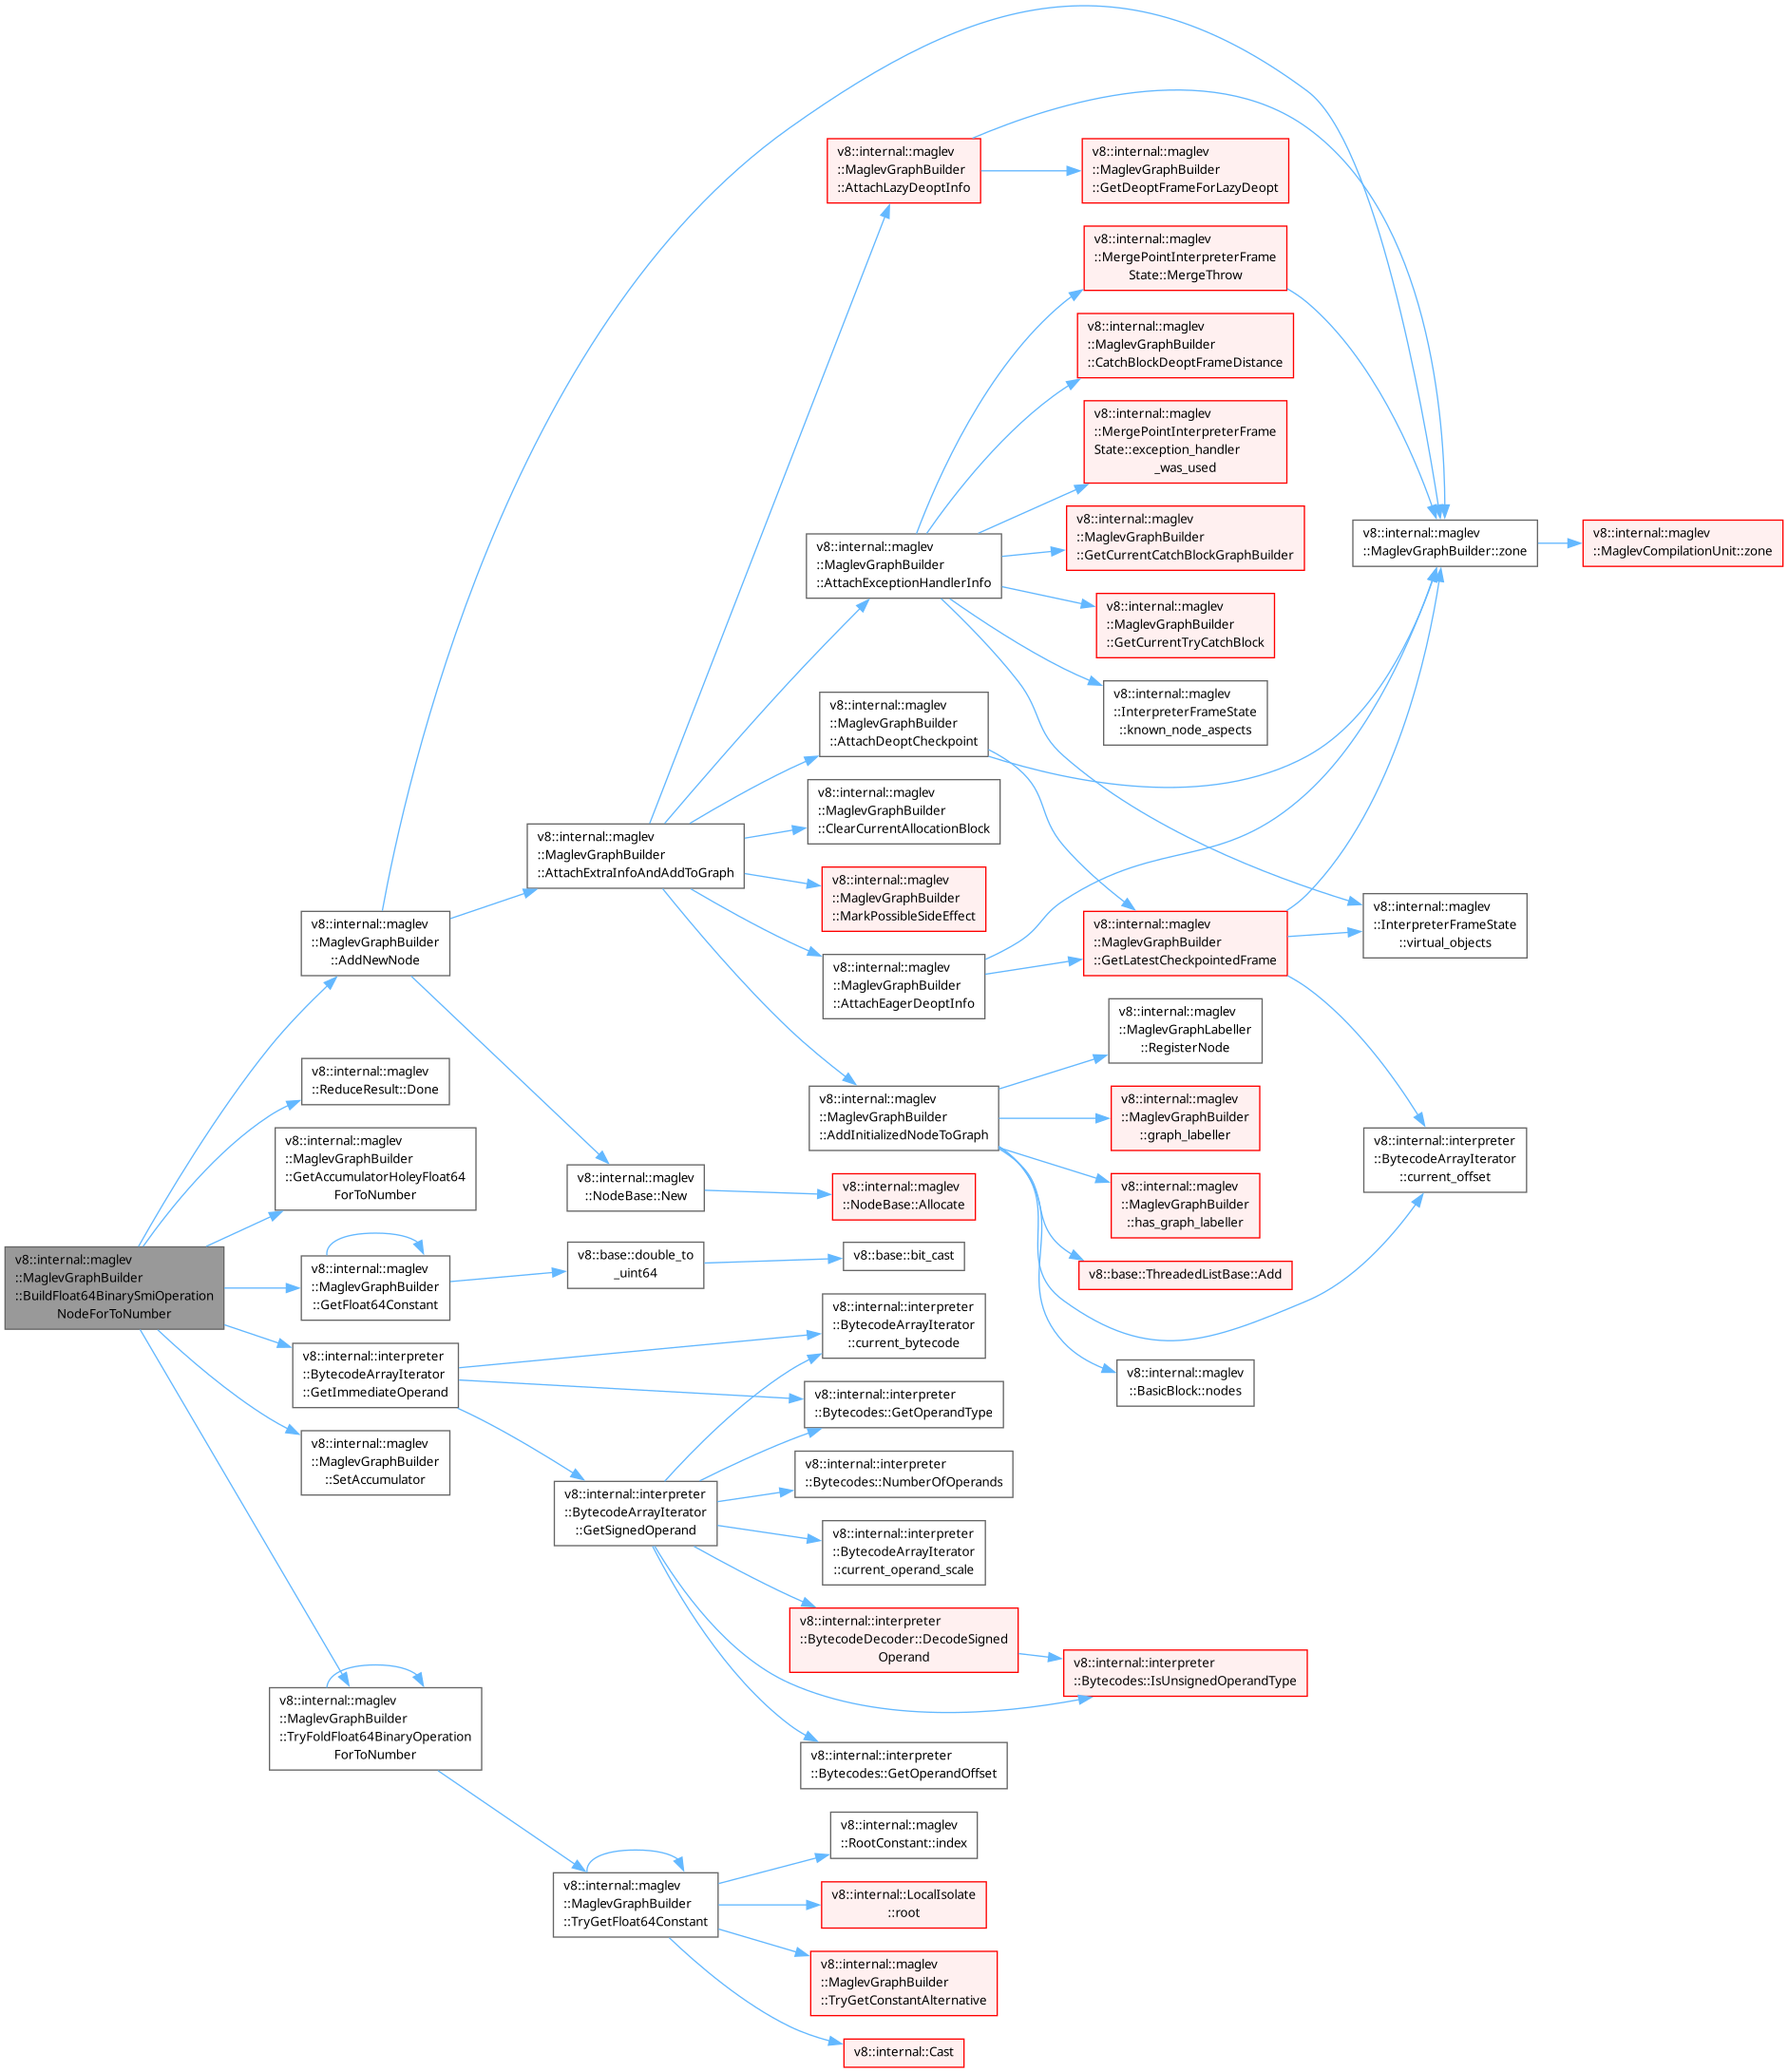 v8::internal::maglev
::MaglevGraphBuilder
::BuildFloat64BinarySmiOperation
NodeForToNumber
v8::internal::maglev
::MaglevGraphBuilder
::AddNewNode
v8::internal::maglev
::ReduceResult::Done
v8::internal::maglev
::MaglevGraphBuilder
::GetAccumulatorHoleyFloat64
ForToNumber
v8::internal::maglev
::MaglevGraphBuilder
::GetFloat64Constant
v8::internal::interpreter
::BytecodeArrayIterator
::GetImmediateOperand
v8::internal::maglev
::MaglevGraphBuilder
::SetAccumulator
v8::internal::maglev
::MaglevGraphBuilder
::TryFoldFloat64BinaryOperation
ForToNumber
v8::internal::maglev
::MaglevGraphBuilder
::AttachExtraInfoAndAddToGraph
v8::internal::maglev
::NodeBase::New
v8::base::double_to
_uint64
v8::internal::interpreter
::BytecodeArrayIterator
::GetSignedOperand
v8::internal::maglev
::MaglevGraphBuilder
::TryGetFloat64Constant
v8::internal::maglev
::MaglevGraphBuilder
::AttachLazyDeoptInfo
v8::internal::maglev
::MaglevGraphBuilder
::AttachExceptionHandlerInfo
v8::internal::maglev
::MaglevGraphBuilder
::AttachDeoptCheckpoint
v8::internal::maglev
::MaglevGraphBuilder
::ClearCurrentAllocationBlock
v8::internal::maglev
::MaglevGraphBuilder
::MarkPossibleSideEffect
v8::internal::maglev
::MaglevGraphBuilder
::AttachEagerDeoptInfo
v8::internal::maglev
::MaglevGraphBuilder
::AddInitializedNodeToGraph
v8::internal::maglev
::NodeBase::Allocate
v8::base::bit_cast
v8::internal::interpreter
::BytecodeArrayIterator
::current_bytecode
v8::internal::interpreter
::Bytecodes::GetOperandType
v8::internal::interpreter
::Bytecodes::NumberOfOperands
v8::internal::interpreter
::BytecodeArrayIterator
::current_operand_scale
v8::internal::interpreter
::BytecodeDecoder::DecodeSigned
Operand
v8::internal::interpreter
::Bytecodes::GetOperandOffset
v8::internal::maglev
::RootConstant::index
v8::internal::LocalIsolate
::root
v8::internal::maglev
::MaglevGraphBuilder
::TryGetConstantAlternative
v8::internal::Cast
v8::internal::maglev
::MaglevGraphBuilder
::GetDeoptFrameForLazyDeopt
v8::internal::maglev
::MergePointInterpreterFrame
State::MergeThrow
v8::internal::maglev
::MaglevGraphBuilder
::CatchBlockDeoptFrameDistance
v8::internal::maglev
::MergePointInterpreterFrame
State::exception_handler
_was_used
v8::internal::maglev
::MaglevGraphBuilder
::GetCurrentCatchBlockGraphBuilder
v8::internal::maglev
::MaglevGraphBuilder
::GetCurrentTryCatchBlock
v8::internal::maglev
::InterpreterFrameState
::known_node_aspects
v8::internal::maglev
::MaglevGraphBuilder
::GetLatestCheckpointedFrame
v8::internal::maglev
::MaglevGraphLabeller
::RegisterNode
v8::internal::maglev
::MaglevGraphBuilder
::graph_labeller
v8::internal::maglev
::MaglevGraphBuilder
::has_graph_labeller
v8::base::ThreadedListBase::Add
v8::internal::maglev
::BasicBlock::nodes
v8::internal::interpreter
::Bytecodes::IsUnsignedOperandType
v8::internal::maglev
::MaglevGraphBuilder::zone
v8::internal::maglev
::InterpreterFrameState
::virtual_objects
v8::internal::interpreter
::BytecodeArrayIterator
::current_offset
v8::internal::maglev
::MaglevCompilationUnit::zone